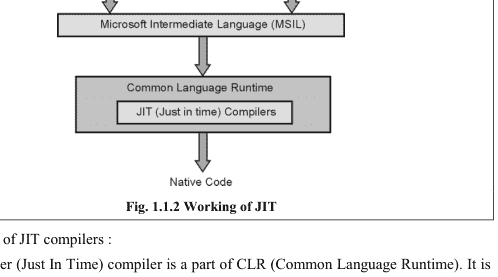 Microsoft Intermediate Language (MSIL)
Common Language Runtime
JIT (Just in time) Compilers
Native Code
Fig. 1.1.2 Working of JIT
of JIT compilers :
er (Just In Time) compiler is a part of CLR (Common Language Runtime). It is